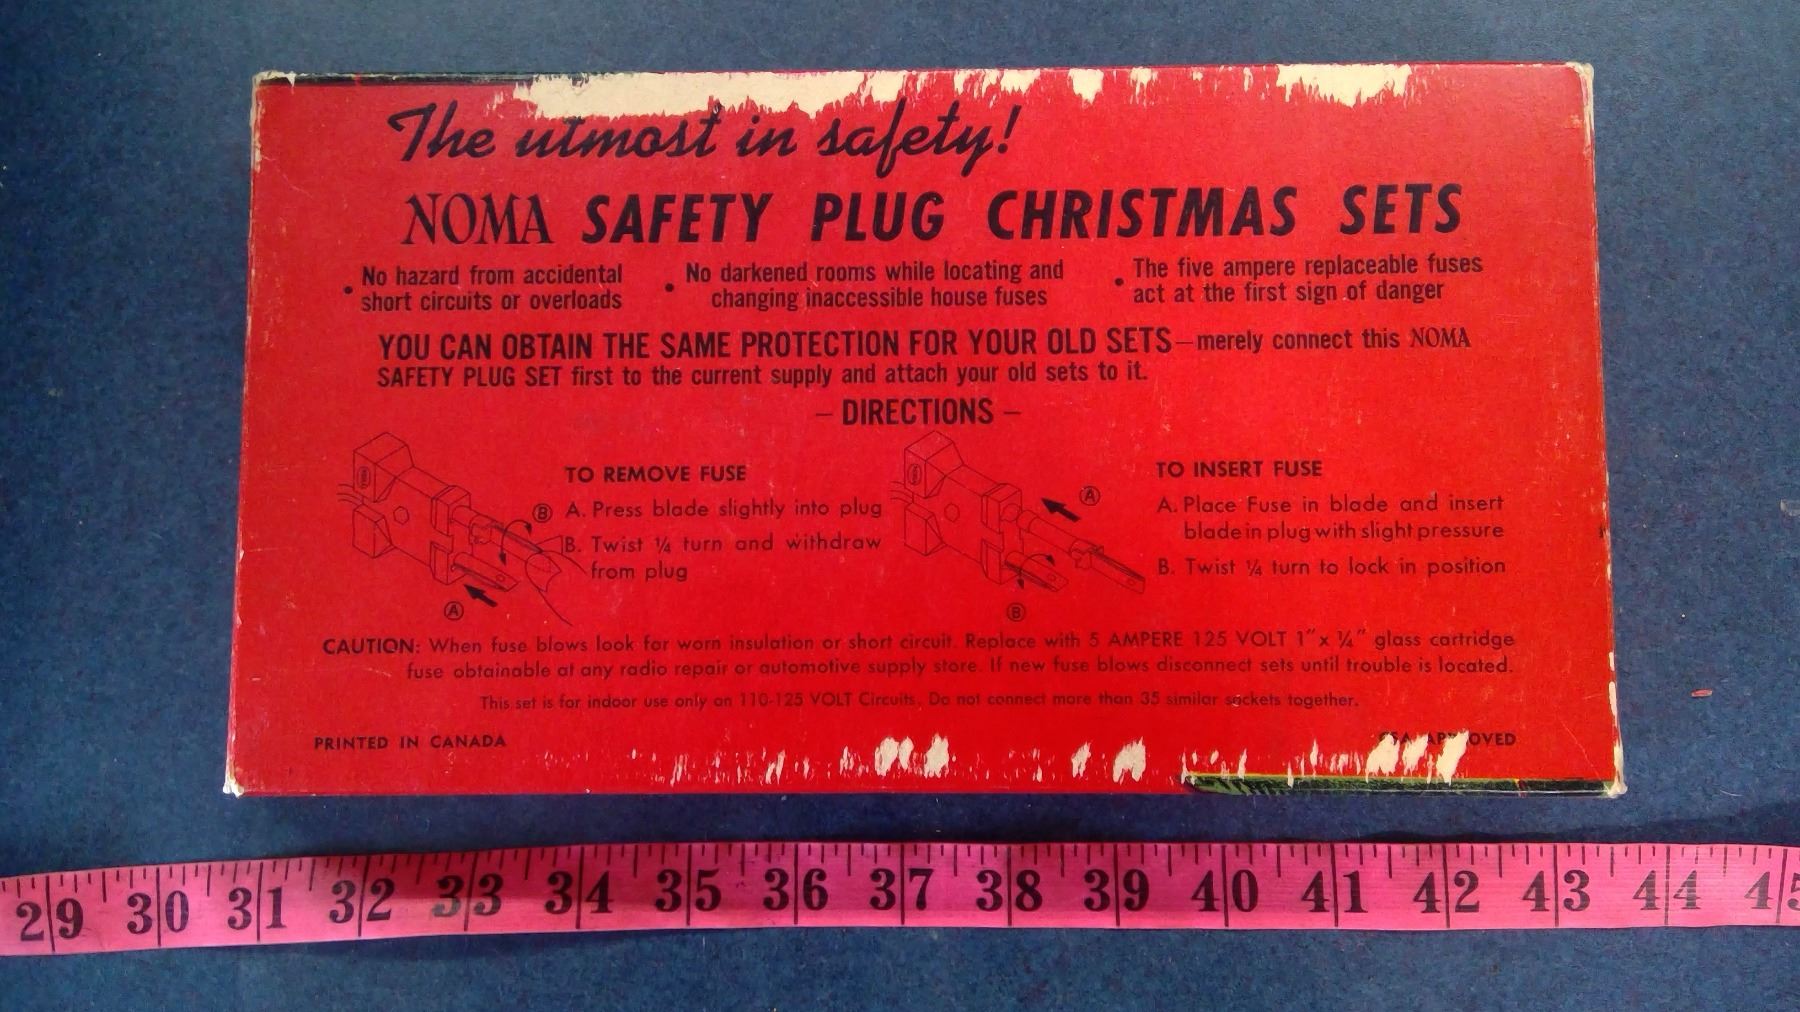 The utmost in safety!
NOMA SAFETY PLUG CHRISTMAS SETS
• No hazard from accidental
short circuits or overloads
• No darkened rooms while locating and
changing inaccessible house fuses
• The five ampere replaceable fuses
act at the first sign of danger
YOU CAN OBTAIN THE SAME PROTECTION FOR YOUR OLD SETS—merely connect this NOMA
SAFETY PLUG SET first to the current supply and attach your old sets to it.
— DIRECTIONS —
TO REMOVE FUSE
A. Press blade slightly into plug
B. Twist ¼ turn and withdraw
from plug
B
A
TO INSERT FUSE
A. Place Fuse in blade and insert
blade in plug with slight pressure
B. Twist ¼ turn to lock in position
A
B
CAUTION: When fuse blows look for worn insulation or short circuit. Replace with 5 AMPERE 125 VOLT 1" x ¼" glass cartridge
fuse obtainable at any radio repair or automotive supply store. If new fuse blows disconnect sets until trouble is located.
This set is for indoor use only on 110-125 VOLT Circuits. Do not connect more than 35 similar sockets together.
PRINTED IN CANADA
CSA APPROVED
29 30 31 32 33 34 35 36 37 38 39 40 41 42 43 44 45